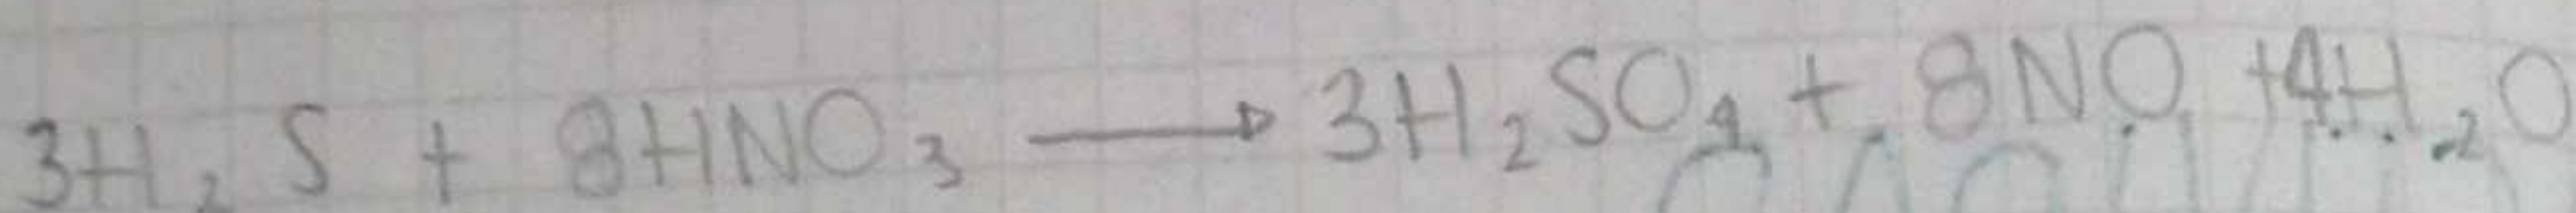 3H₂S + 8HNO₃ → 3H₂SO₄ + 8NO + 4H₂O